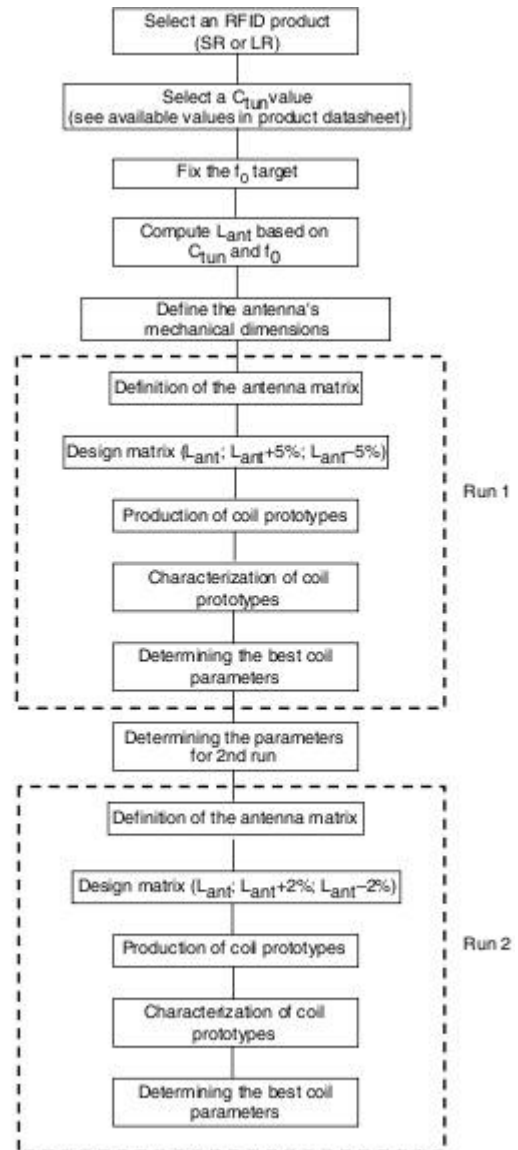 Select an RFID product
(SR or LR)
Select a Ctun value
(see available values in product datasheet)
Fix the fo target
Compute Lant based on
Ctun and f0
Define the antenna's
mechanical dimensions
Definition of the antenna matrix
Design matrix (Lant; Lant+5%; Lant–5%)
Run 1
Production of coil prototypes
Characterization of coil
prototypes
Determining the best coil
parameters
Determining the parameters
for 2nd run
Definition of the antenna matrix
Design matrix (Lant; Lant+2%; Lant–2%)
Production of coil prototypes
Run 2
Characterization of coil
prototypes
Determining the best coil
parameters